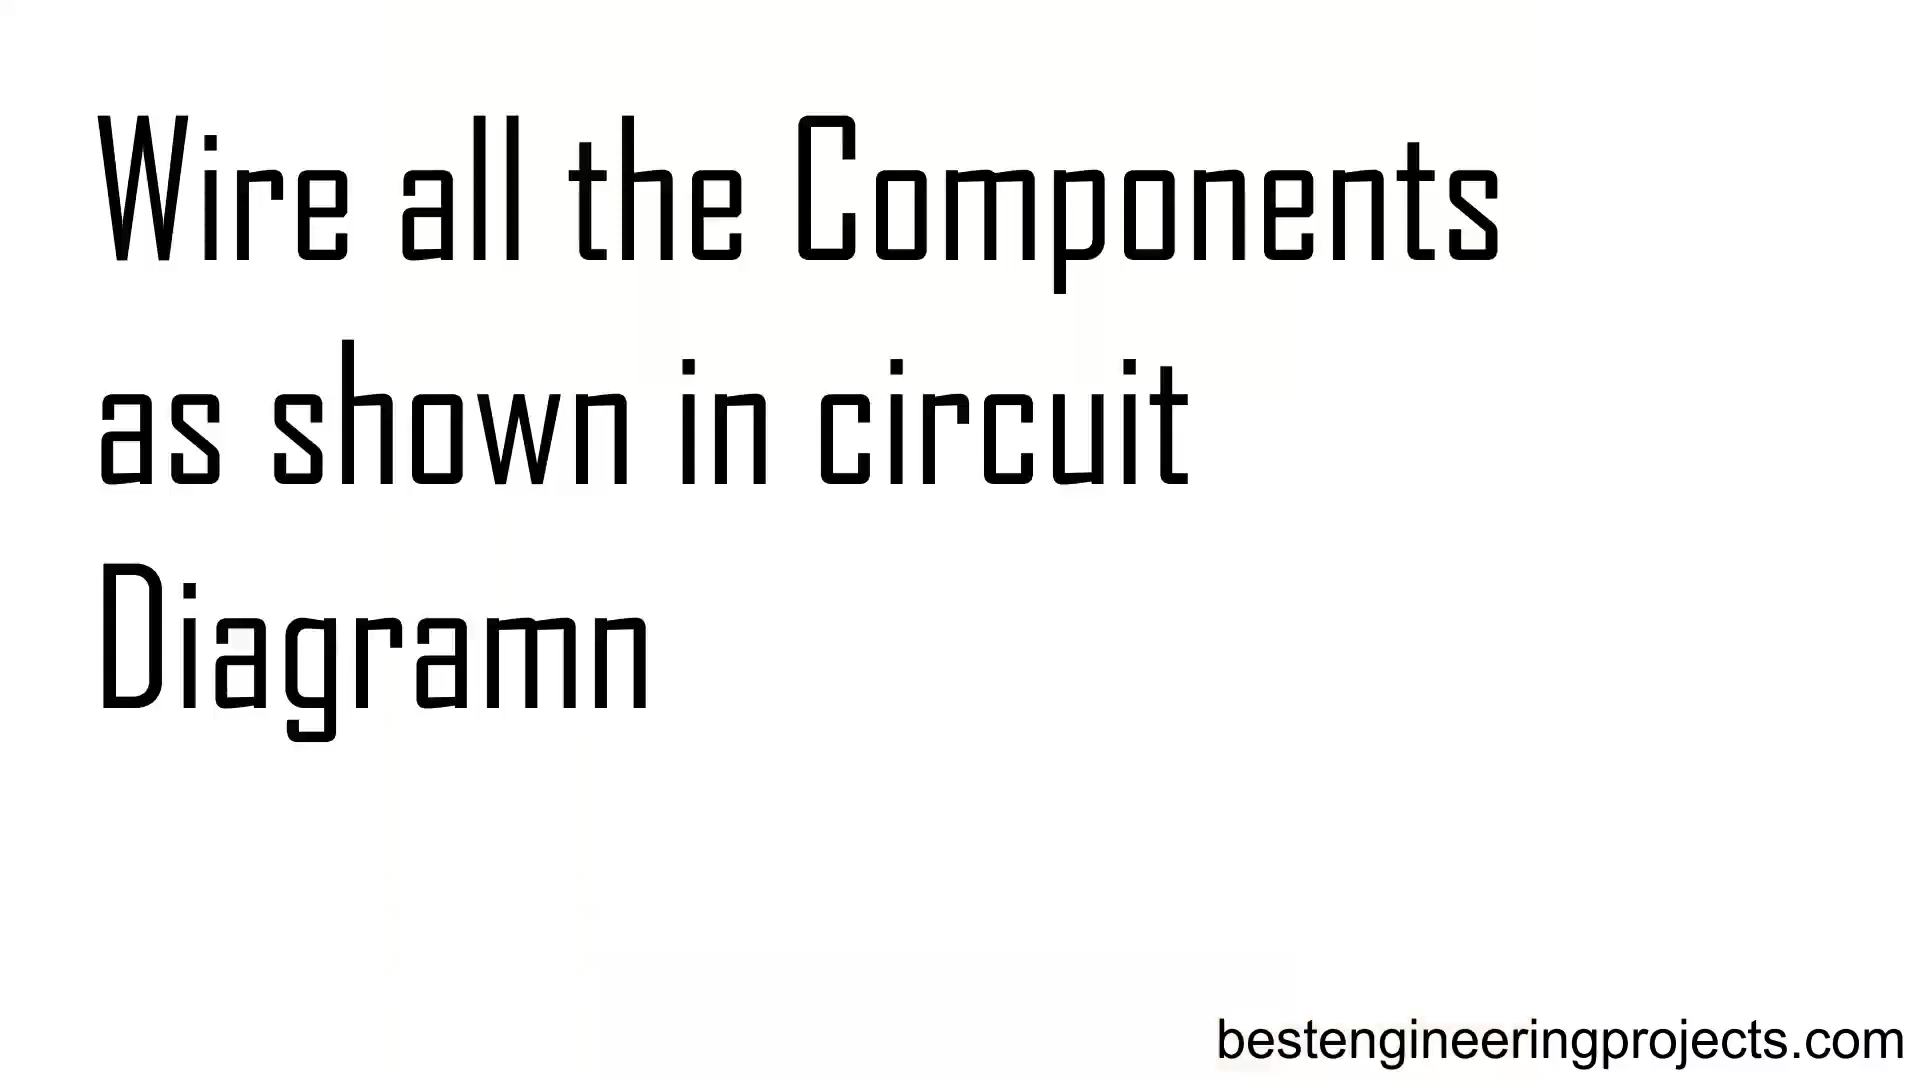 Wire all the Components
as shown in circuit
Diagramn
bestengineeringprojects.com